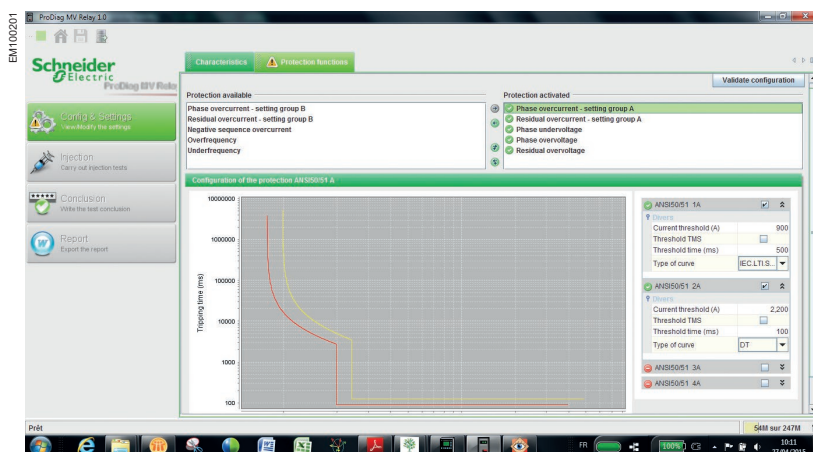 EM100201
ProDiag MV Relay 1.0
Schneider
Electric
ProDiag MV Relay
Characteristics
Protection functions
Validate configuration
Protection available
Phase overcurrent - setting group B
Residual overcurrent - setting group B
Negative sequence overcurrent
Overfrequency
Underfrequency
Protection activated
Phase overcurrent - setting group A
Residual overcurrent - setting group A
Phase undervoltage
Phase overvoltage
Residual overvoltage
Config & Settings
View/Modify the settings
Injection
Carry out injection tests
Conclusion
Write the test conclusion
Report
Export the report
Configuration of the protection ANSI50/51 A
Tripping time (ms)
10000000
1000000
100000
10000
1000
100
ANSI50/51 1A
Divers
Current threshold (A) 900
Threshold TMS
Threshold time (ms) 500
Type of curve IEC.LTI.S...
ANSI50/51 2A
Divers
Current threshold (A) 2,200
Threshold TMS
Threshold time (ms) 100
Type of curve DT
ANSI50/51 3A
ANSI50/51 4A
Prêt
54M sur 247M
FR
100%
10:11
27/04/2015